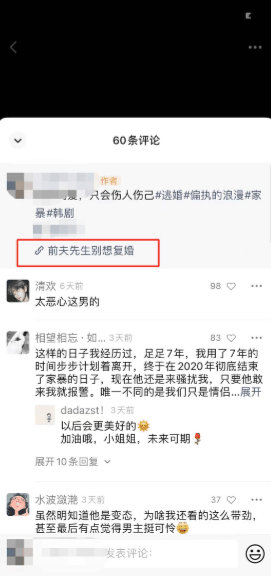 60条评论
作者
爱，只会伤人伤己#逃婚#偏执的浪漫#家
暴#韩剧
前夫先生别想复婚
清欢 6天前
98
太恶心这男的
相望相忘·如... 3天前
83
这样的日子我经历过，足足7年，我用了7年的
时间步步计划着离开，终于在2020年彻底结束
了家暴的日子，现在他还是来骚扰我，只要他敢
来我就报警。唯一不同的是我们只是情侣...展开
dadazst！ 3天前
以后会更美好的
加油哦，小姐姐，未来可期
展开10条回复
水波潋滟 3天前
37
虽然明知道他是变态，为啥我还看的这么带劲，
甚至最后有点觉得男主挺可怜
发表评论：